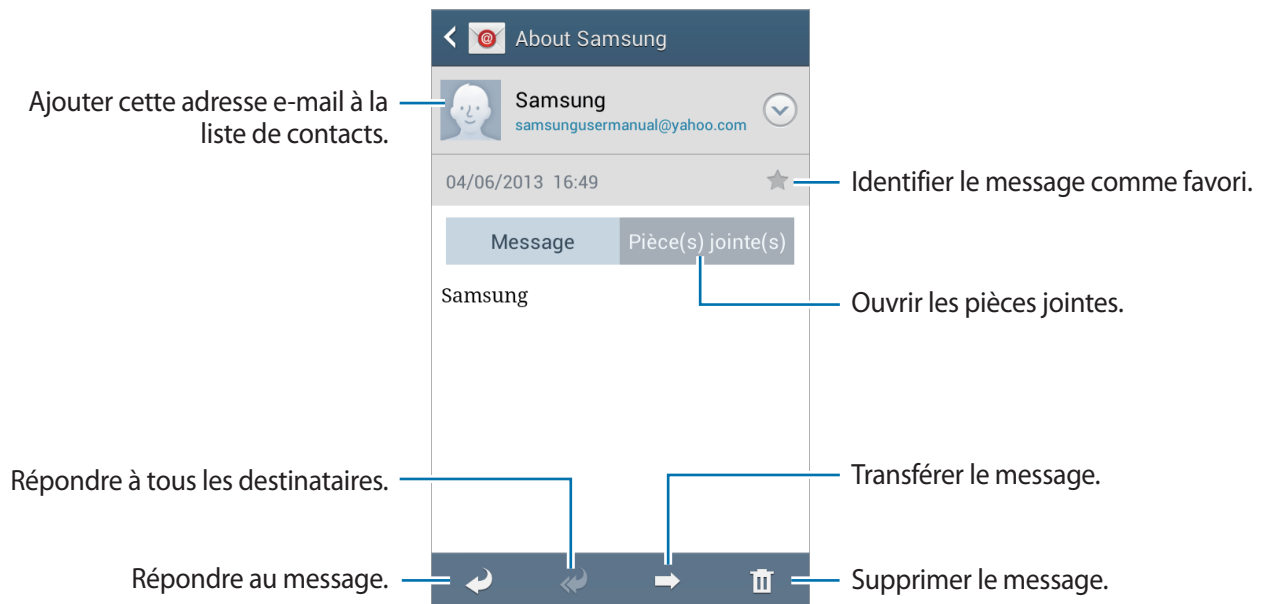 About Samsung
Ajouter cette adresse e-mail à la
liste de contacts.
Samsung
samsungusermanual@yahoo.com
04/06/2013 16:49
Identifier le message comme favori.
Message
Pièce(s) jointe(s)
Samsung
Ouvrir les pièces jointes.
Répondre à tous les destinataires.
Transférer le message.
Répondre au message.
Supprimer le message.